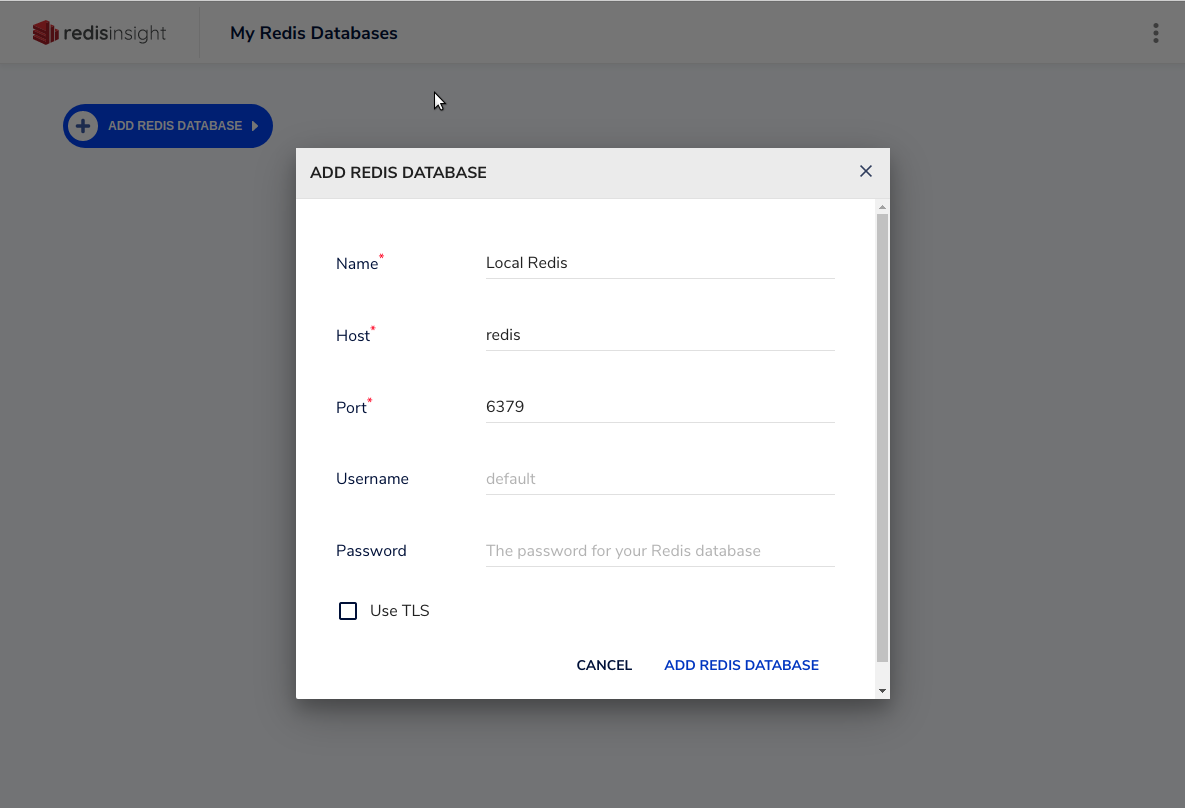 redisinsight
My Redis Databases
ADD REDIS DATABASE
ADD REDIS DATABASE
Name*
Local Redis
Host*
redis
Port*
6379
Username
default
Password
The password for your Redis database
Use TLS
CANCEL
ADD REDIS DATABASE